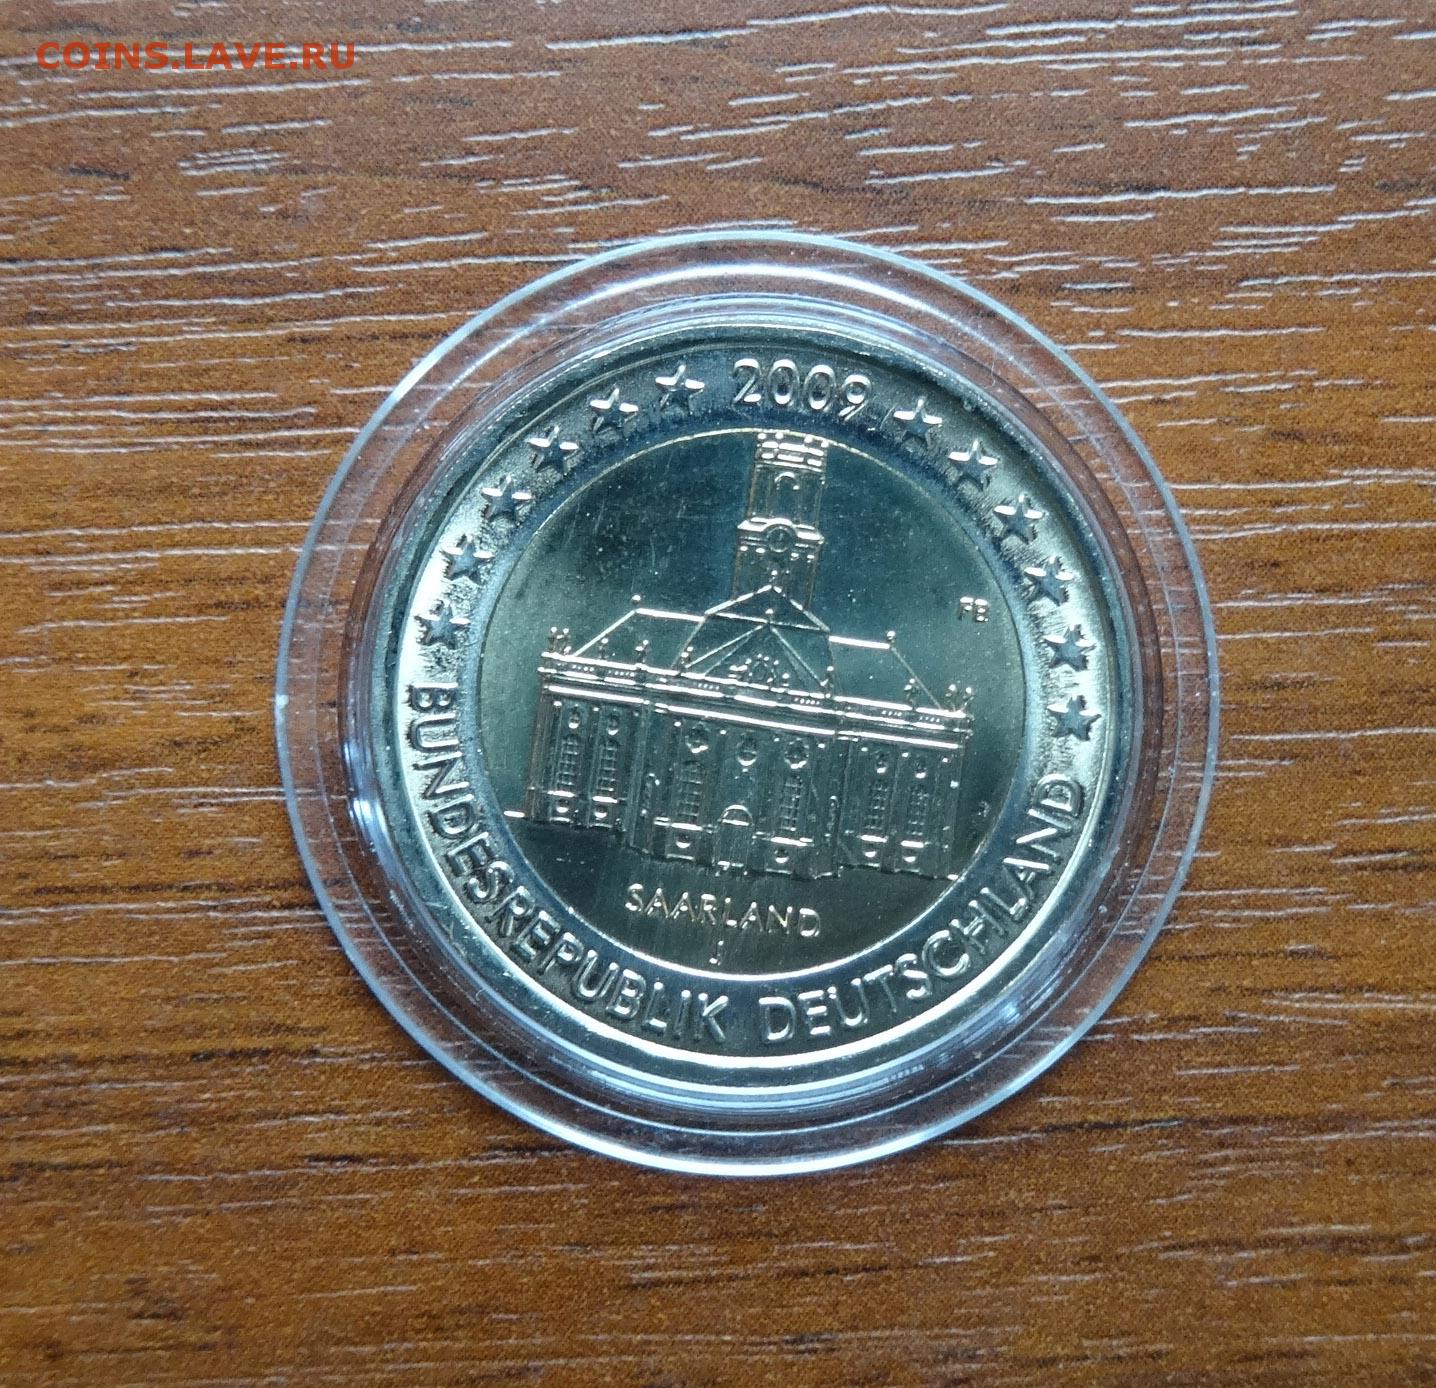 COINS.LAVE.RU
2009
FB
SAARLAND
J
BUNDESREPUBLIK DEUTSCHLAND